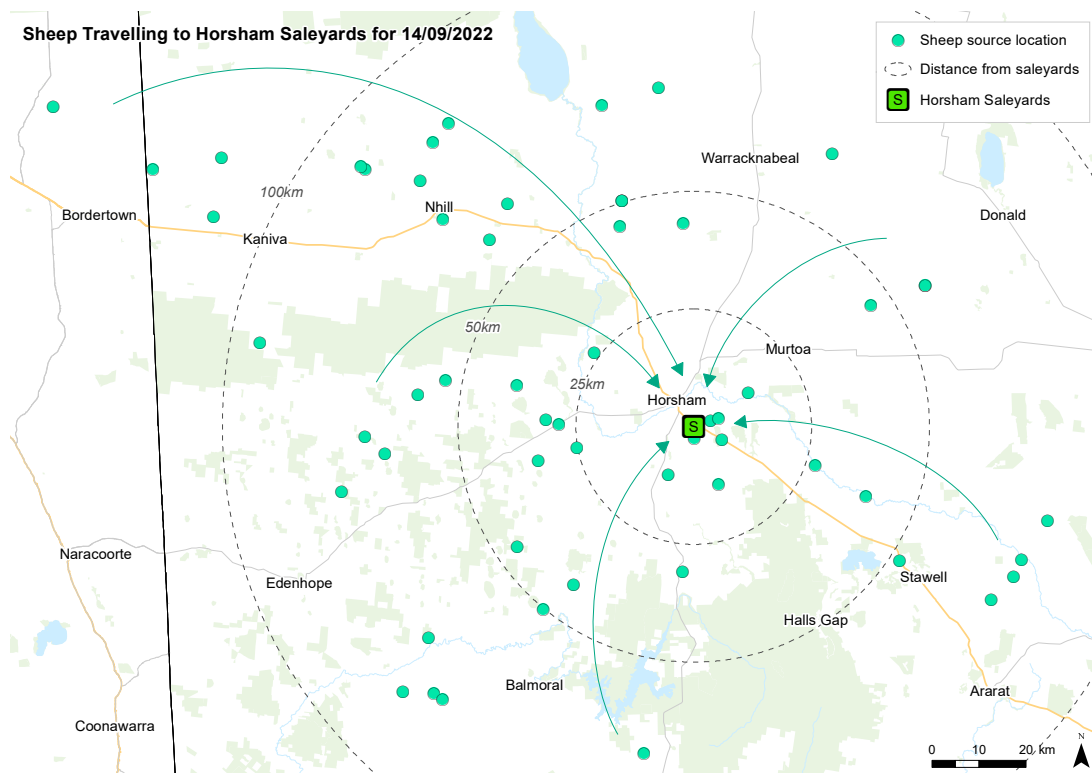 Sheep Travelling to Horsham Saleyards for 14/09/2022
Sheep source location
Distance from saleyards
S Horsham Saleyards
Warracknabeal
100km
Nhill
Bordertown
Donald
Kaniva
50km
Murtoa
25km
Horsham
S
Naracoorte
Edenhope
Stawell
Halls Gap
Balmoral
Ararat
Coonawarra
N
0 10 20 km